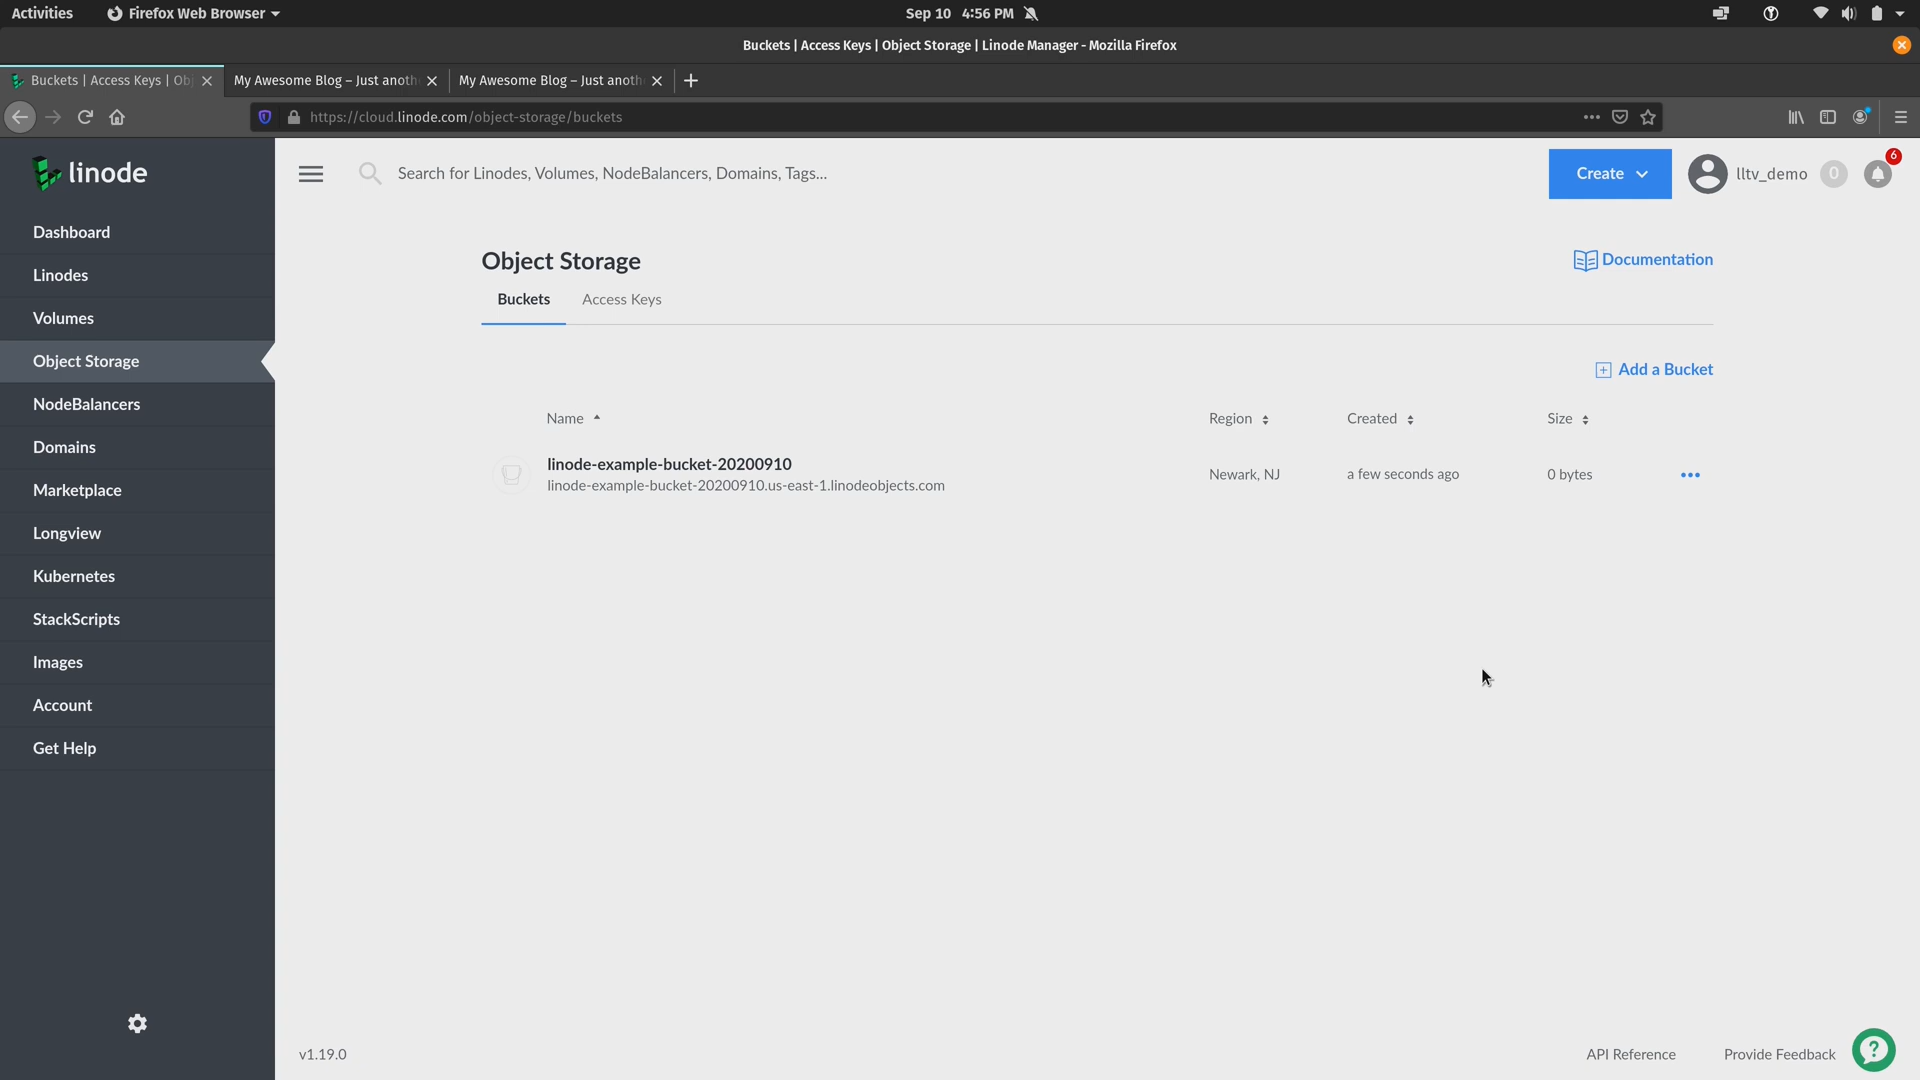 Activities Firefox Web Browser Sep 10 4:56 PM
Buckets | Access Keys | Object Storage | Linode Manager - Mozilla Firefox
Buckets | Access Keys | Obj My Awesome Blog – Just anoth My Awesome Blog – Just anoth
https://cloud.linode.com/object-storage/buckets
linode
Search for Linodes, Volumes, NodeBalancers, Domains, Tags...
Create
lltv_demo
0
6
Dashboard
Linodes
Volumes
Object Storage
NodeBalancers
Domains
Marketplace
Longview
Kubernetes
StackScripts
Images
Account
Get Help
Object Storage
Documentation
Buckets Access Keys
Add a Bucket
Name Region Created Size
linode-example-bucket-20200910
linode-example-bucket-20200910.us-east-1.linodeobjects.com
Newark, NJ a few seconds ago 0 bytes
v1.19.0
API Reference Provide Feedback